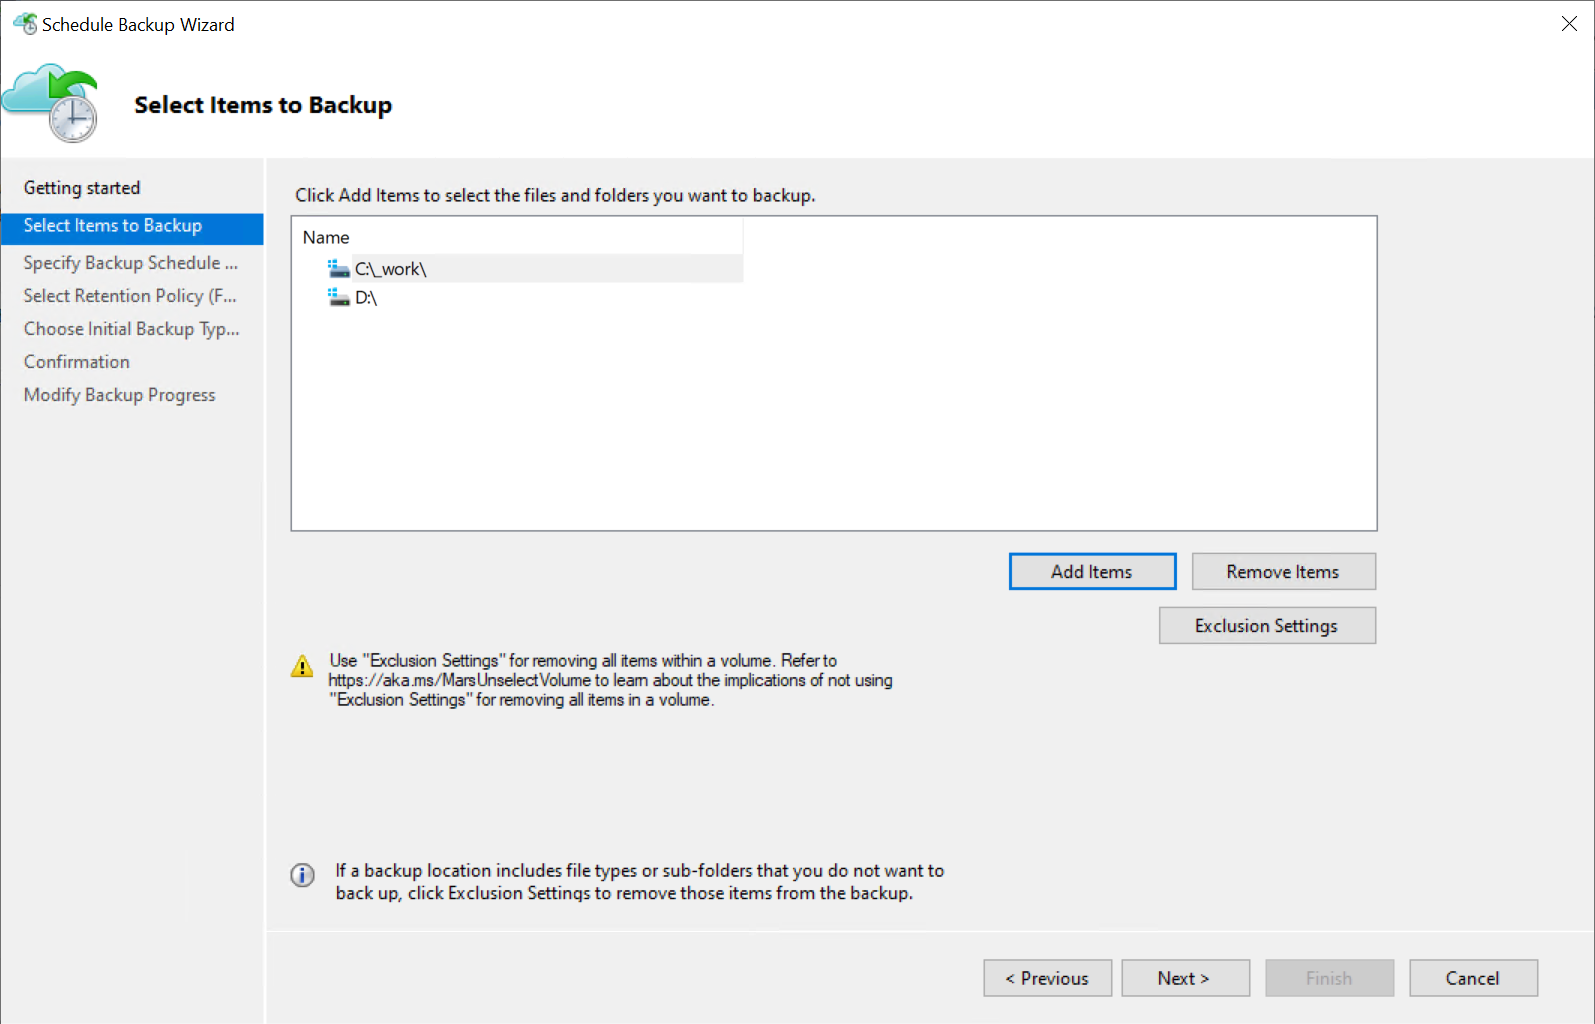 Schedule Backup Wizard
Select Items to Backup
Getting started
Select Items to Backup
Specify Backup Schedule ...
Select Retention Policy (F...
Choose Initial Backup Typ...
Confirmation
Modify Backup Progress
Click Add Items to select the files and folders you want to backup.
Name
C:\_work\
D:\
Add Items
Remove Items
Exclusion Settings
Use "Exclusion Settings" for removing all items within a volume. Refer to
https://aka.ms/MarsUnselectVolume to learn about the implications of not using
"Exclusion Settings" for removing all items in a volume.
If a backup location includes file types or sub-folders that you do not want to
back up, click Exclusion Settings to remove those items from the backup.
< Previous
Next >
Finish
Cancel